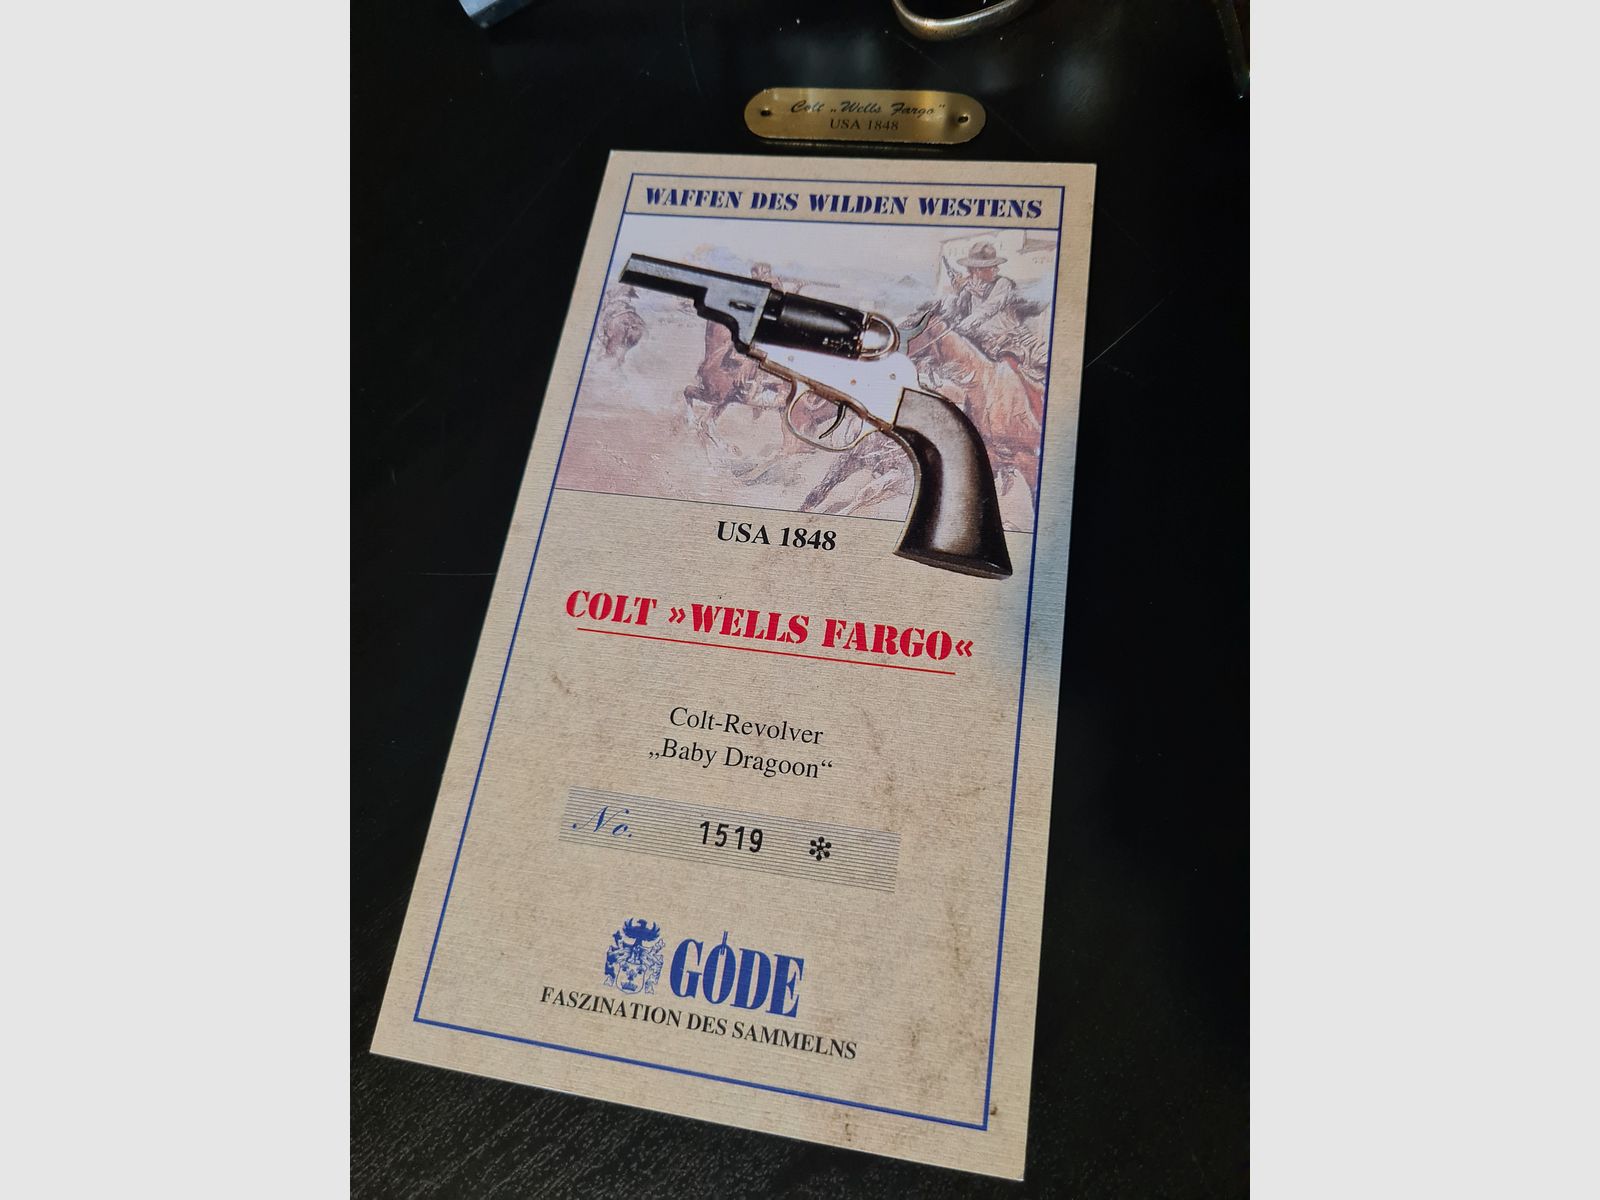 Colt „Wells Fargo"
USA 1848
WAFFEN DES WILDEN WESTENS
USA 1848
COLT »WELLS FARGO«
Colt-Revolver
„Baby Dragoon“
No. 1519 *
GÖDE
FASZINATION DES SAMMELNS